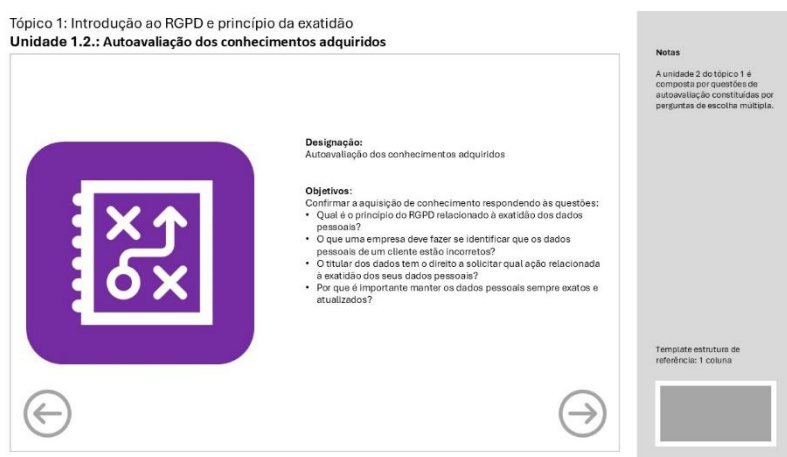 Tópico 1: Introdução ao RGPD e princípio da exatidão
Unidade 1.2.: Autoavaliação dos conhecimentos adquiridos
Designação:
Autoavaliação dos conhecimentos adquiridos
Objetivos:
Confirmar a aquisição de conhecimento respondendo às questões:
• Qual é o princípio do RGPD relacionado à exatidão dos dados
pessoais?
• O que uma empresa deve fazer se identificar que os dados
pessoais de um cliente estão incorretos?
• O titular dos dados tem o direito a solicitar qual ação relacionada
à exatidão dos seus dados pessoais?
• Por que é importante manter os dados pessoais sempre exatos e
atualizados?
Notas
A unidade 2 do tópico 1 é
composta por questões de
autoavaliação constituídas por
perguntas de escolha múltipla.
Template estrutura de
referência: 1 coluna